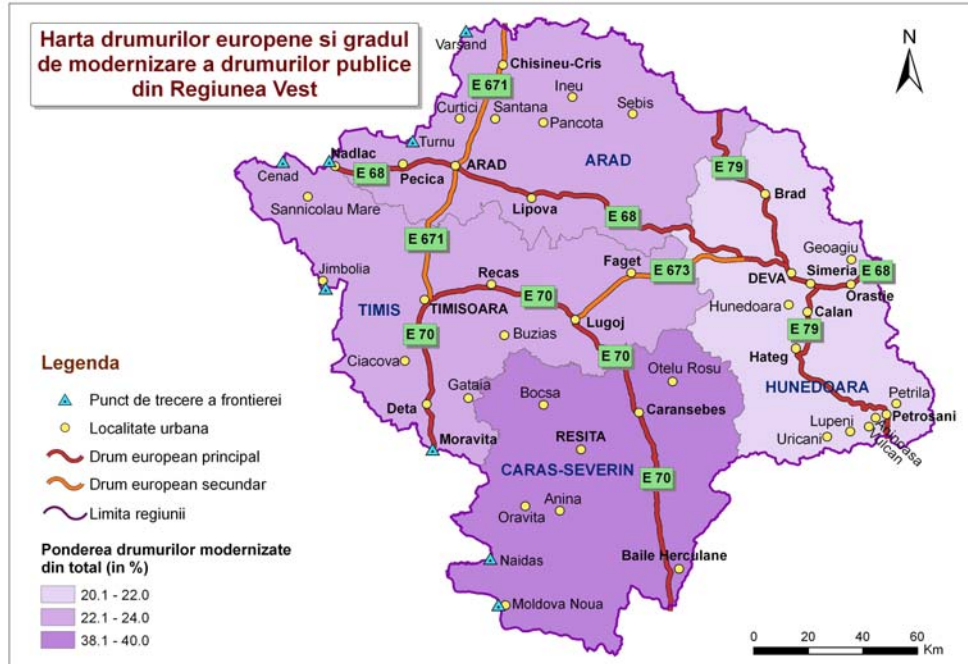 Harta drumurilor europene si gradul
de modernizare a drumurilor publice
din Regiunea Vest
N
Varsand
Chisineu-Cris
E 671
Ineu
Curtici
Santana
Sebis
Pancota
Turnu
Nadlac
ARAD
ARAD
E 79
Cenad
E 68
Pecica
Brad
Sannicolau Mare
Lipova
E 68
E 671
Geoagiu
Faget
E 673
Simeria
E 68
Jimbolia
Recas
DEVA
Orastie
E 70
TIMIS
TIMISOARA
Hunedoara
Calan
Lugoj
E 70
Buzias
E 79
Ciacova
E 70
Hateg
Otelu Rosu
HUNEDOARA
Gataia
Bocsa
Petrila
Deta
Caransebes
Petrosani
Lupeni
Aninoasa
Vulcan
Uricani
Moravita
RESITA
CARAS-SEVERIN
E 70
Anina
Oravita
Naidas
Baile Herculane
Moldova Noua
Legenda
Punct de trecere a frontierei
Localitate urbana
Drum european principal
Drum european secundar
Limita regiunii
Ponderea drumurilor modernizate
din total (in %)
20.1 - 22.0
22.1 - 24.0
38.1 - 40.0
0 20 40 60
Km